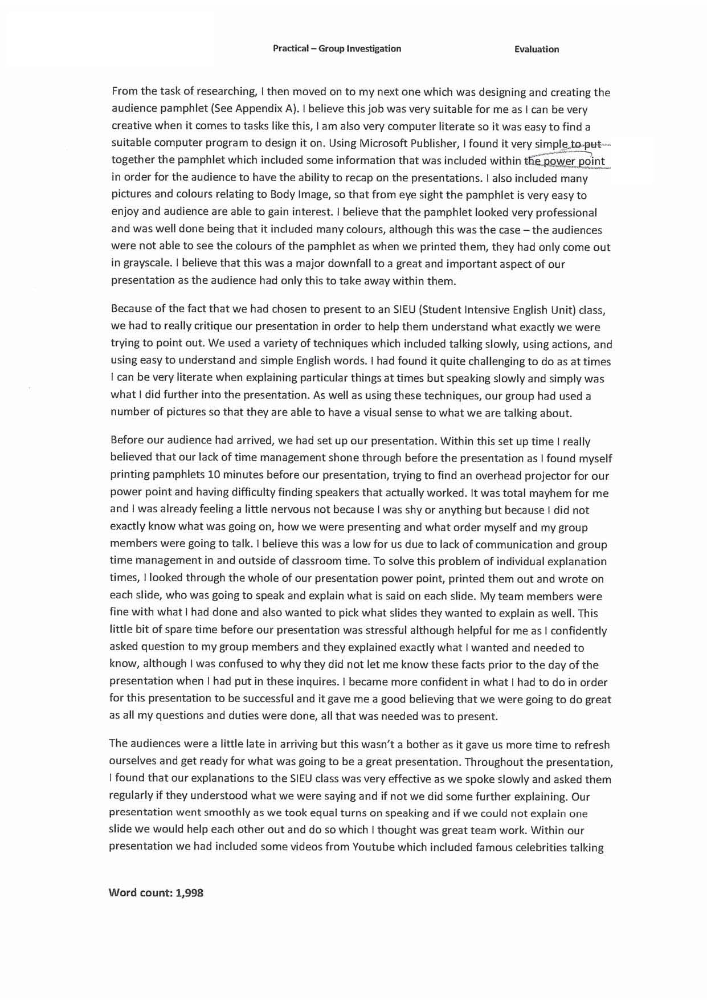 Practical – Group Investigation Evaluation
From the task of researching, I then moved on to my next one which was designing and creating the
audience pamphlet (See Appendix A). I believe this job was very suitable for me as I can be very
creative when it comes to tasks like this, I am also very computer literate so it was easy to find a
suitable computer program to design it on. Using Microsoft Publisher, I found it very simple to put
together the pamphlet which included some information that was included within the power point
in order for the audience to have the ability to recap on the presentations. I also included many
pictures and colours relating to Body Image, so that from eye sight the pamphlet is very easy to
enjoy and audience are able to gain interest. I believe that the pamphlet looked very professional
and was well done being that it included many colours, although this was the case – the audiences
were not able to see the colours of the pamphlet as when we printed them, they had only come out
in grayscale. I believe that this was a major downfall to a great and important aspect of our
presentation as the audience had only this to take away within them.
Because of the fact that we had chosen to present to an SIEU (Student Intensive English Unit) class,
we had to really critique our presentation in order to help them understand what exactly we were
trying to point out. We used a variety of techniques which included talking slowly, using actions, and
using easy to understand and simple English words. I had found it quite challenging to do as at times
I can be very literate when explaining particular things at times but speaking slowly and simply was
what I did further into the presentation. As well as using these techniques, our group had used a
number of pictures so that they are able to have a visual sense to what we are talking about.
Before our audience had arrived, we had set up our presentation. Within this set up time I really
believed that our lack of time management shone through before the presentation as I found myself
printing pamphlets 10 minutes before our presentation, trying to find an overhead projector for our
power point and having difficulty finding speakers that actually worked. It was total mayhem for me
and I was already feeling a little nervous not because I was shy or anything but because I did not
exactly know what was going on, how we were presenting and what order myself and my group
members were going to talk. I believe this was a low for us due to lack of communication and group
time management in and outside of classroom time. To solve this problem of individual explanation
times, I looked through the whole of our presentation power point, printed them out and wrote on
each slide, who was going to speak and explain what is said on each slide. My team members were
fine with what I had done and also wanted to pick what slides they wanted to explain as well. This
little bit of spare time before our presentation was stressful although helpful for me as I confidently
asked question to my group members and they explained exactly what I wanted and needed to
know, although I was confused to why they did not let me know these facts prior to the day of the
presentation when I had put in these inquires. I became more confident in what I had to do in order
for this presentation to be successful and it gave me a good believing that we were going to do great
as all my questions and duties were done, all that was needed was to present.
The audiences were a little late in arriving but this wasn't a bother as it gave us more time to refresh
ourselves and get ready for what was going to be a great presentation. Throughout the presentation,
I found that our explanations to the SIEU class was very effective as we spoke slowly and asked them
regularly if they understood what we were saying and if not we did some further explaining. Our
presentation went smoothly as we took equal turns on speaking and if we could not explain one
slide we would help each other out and do so which I thought was great team work. Within our
presentation we had included some videos from Youtube which included famous celebrities talking
Word count: 1,998